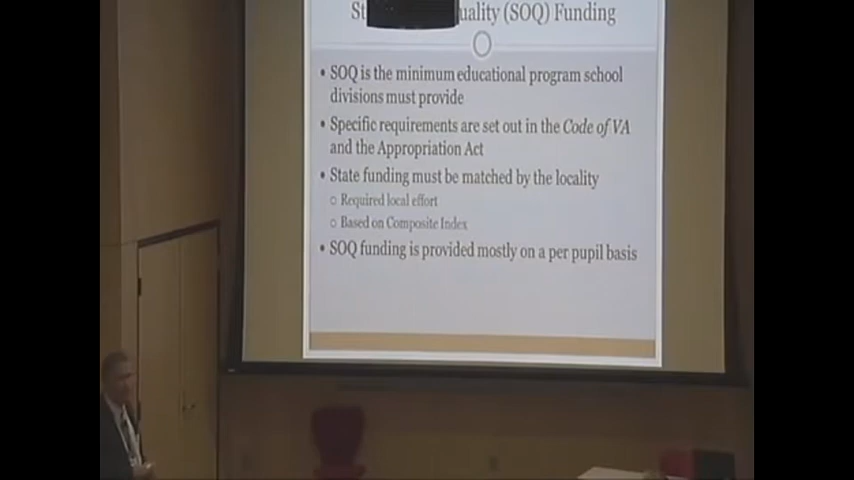 St uality (SOQ) Funding
• SOQ is the minimum educational program school
divisions must provide
• Specific requirements are set out in the Code of VA
and the Appropriation Act
• State funding must be matched by the locality
○ Required local effort
○ Based on Composite Index
• SOQ funding is provided mostly on a per pupil basis